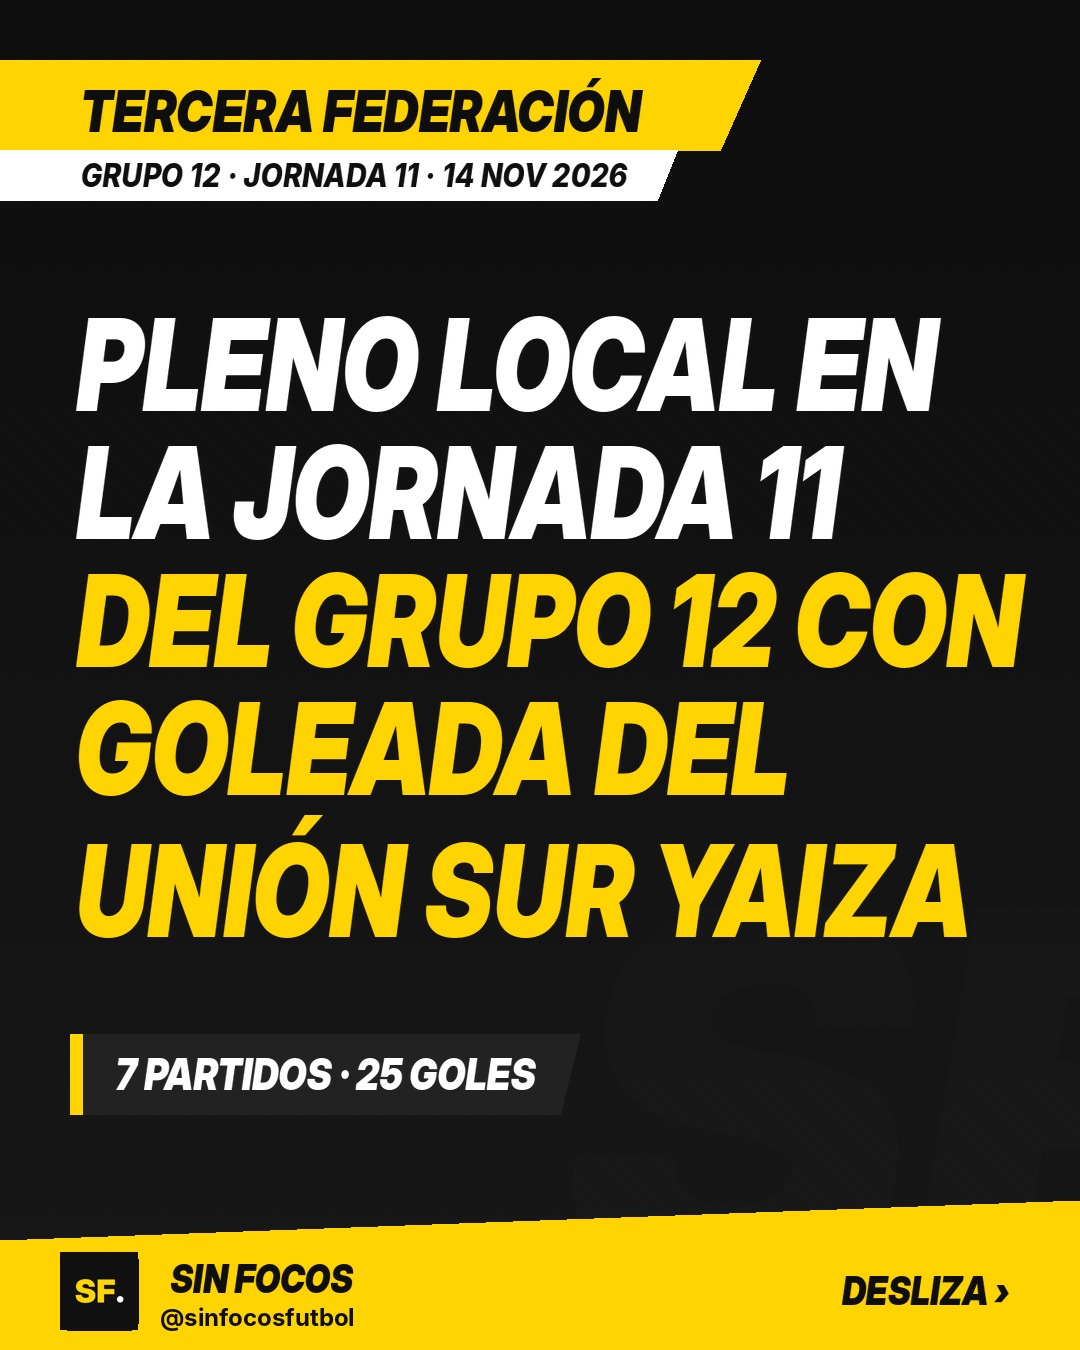 TERCERA FEDERACIÓN
GRUPO 12 · JORNADA 11 · 14 NOV 2026
PLENO LOCAL EN
LA JORNADA 11
DEL GRUPO 12 CON
GOLEADA DEL
UNIÓN SUR YAIZA
7 PARTIDOS · 25 GOLES
SF.
SIN FOCOS
@sinfocosfutbol
DESLIZA ›